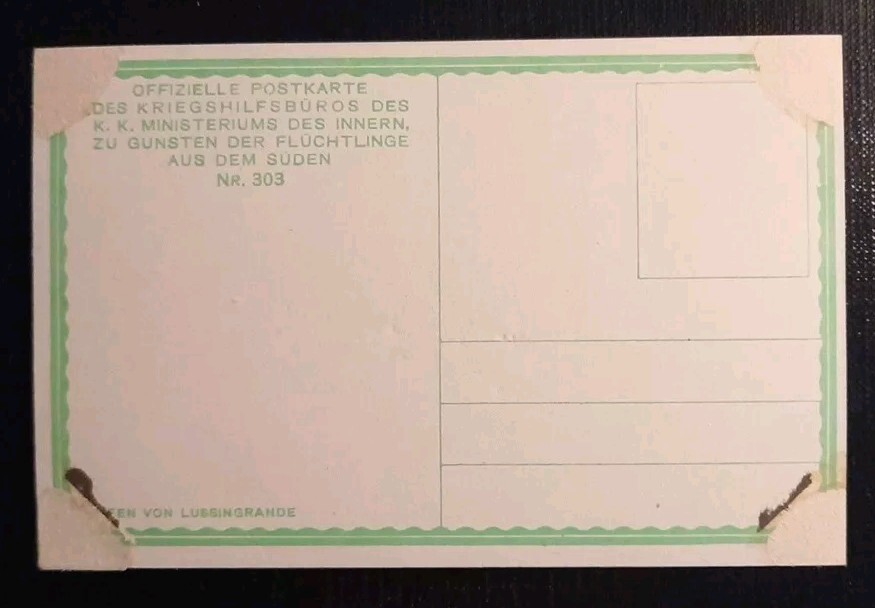 OFFIZIELLE POSTKARTE
DES KRIEGSHILFSBÜROS DES
K. K. MINISTERIUMS DES INNERN,
ZU GUNSTEN DER FLÜCHTLINGE
AUS DEM SÜDEN
NR. 303
VON LUSSINGRANDE